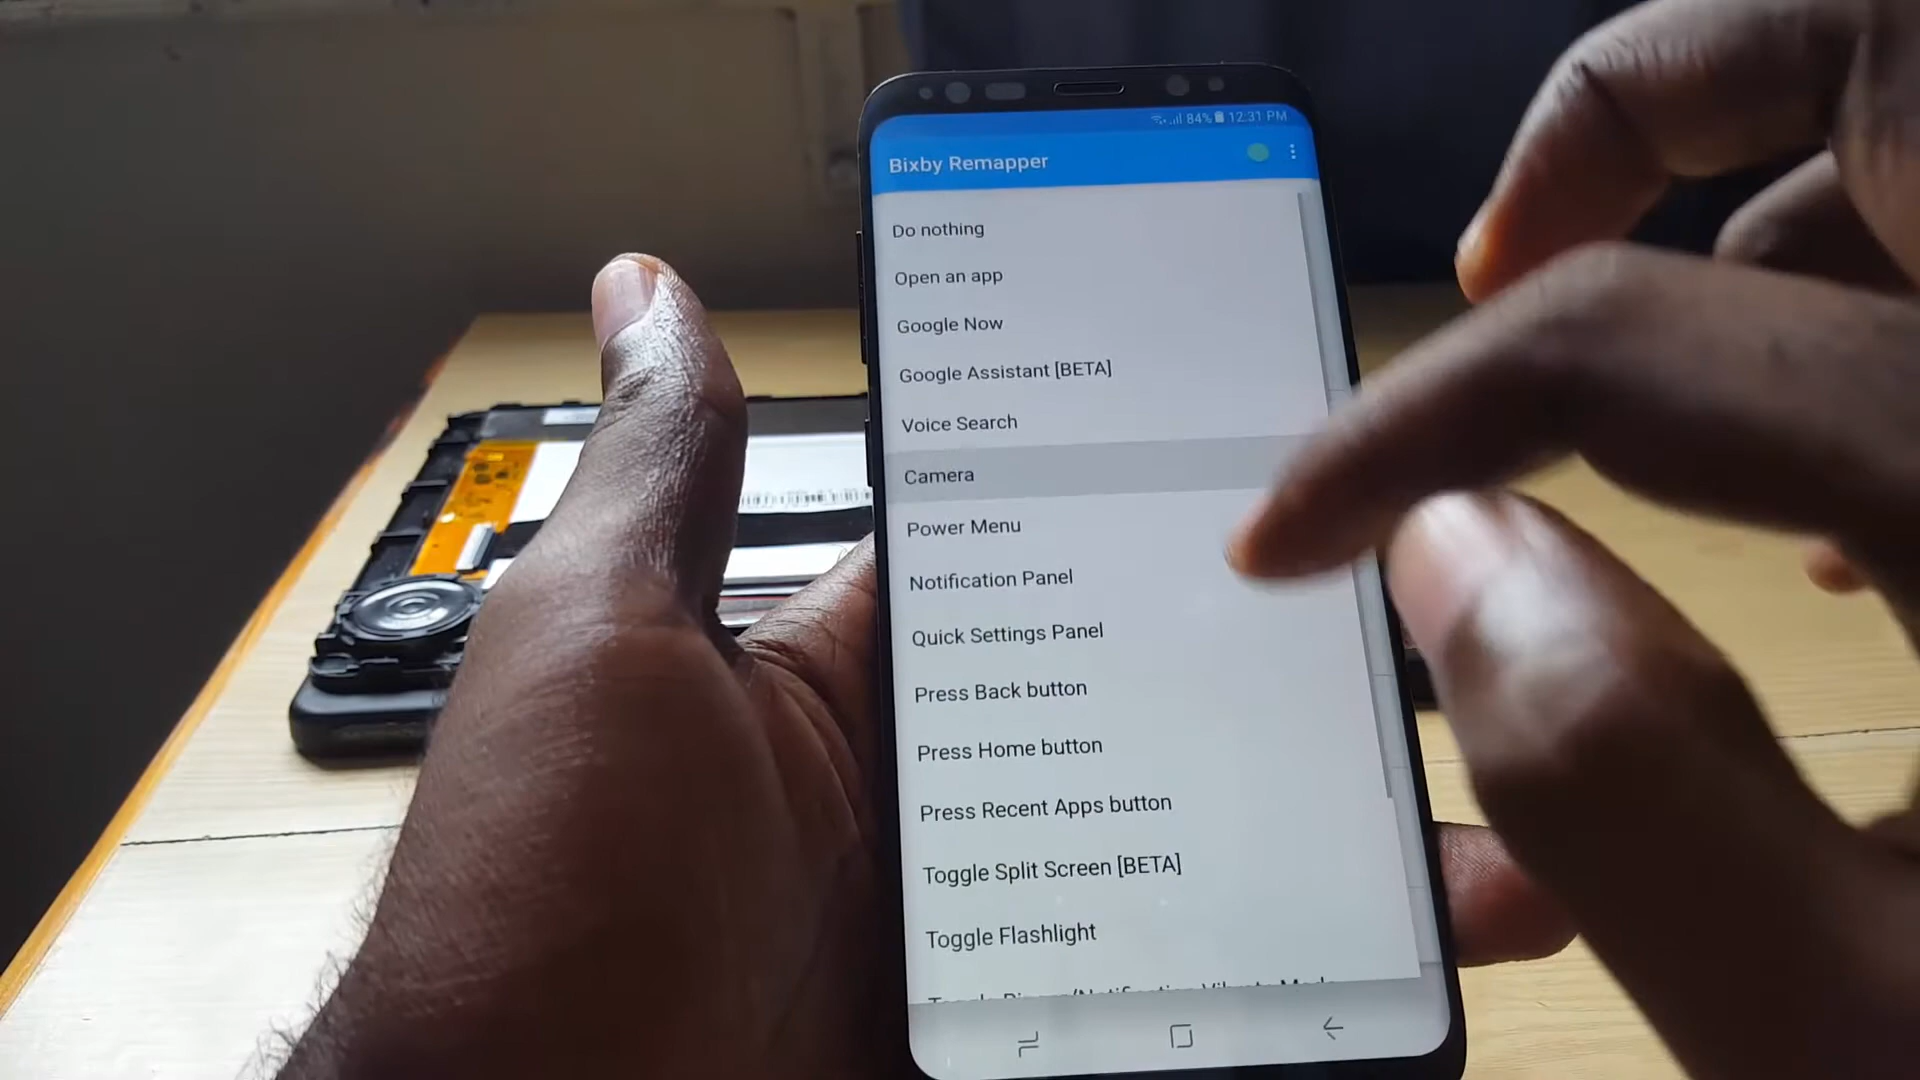 84% 12:31 PM
Bixby Remapper
Do nothing
Open an app
Google Now
Google Assistant [BETA]
Voice Search
Camera
Power Menu
Notification Panel
Quick Settings Panel
Press Back button
Press Home button
Press Recent Apps button
Toggle Split Screen [BETA]
Toggle Flashlight